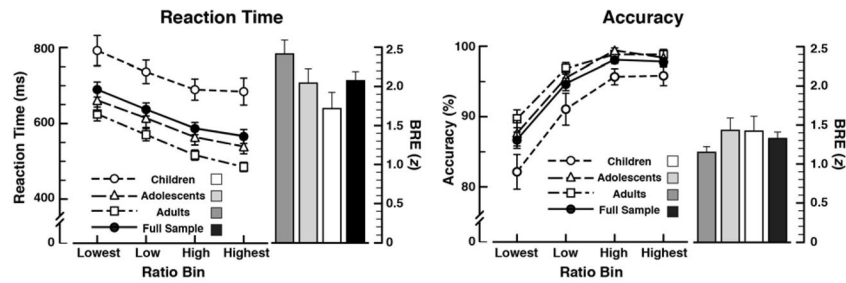 Reaction Time
800
600
400
0
Reaction Time (ms)
Children
Adolescents
Adults
Full Sample
Lowest Low High Highest
Ratio Bin
2.5
2.0
1.5
1.0
.5
0
BRE (z)
Accuracy
100
90
80
0
Accuracy (%)
Children
Adolescents
Adults
Full Sample
Lowest Low High Highest
Ratio Bin
2.5
2.0
1.5
1.0
.5
0
BRE (z)